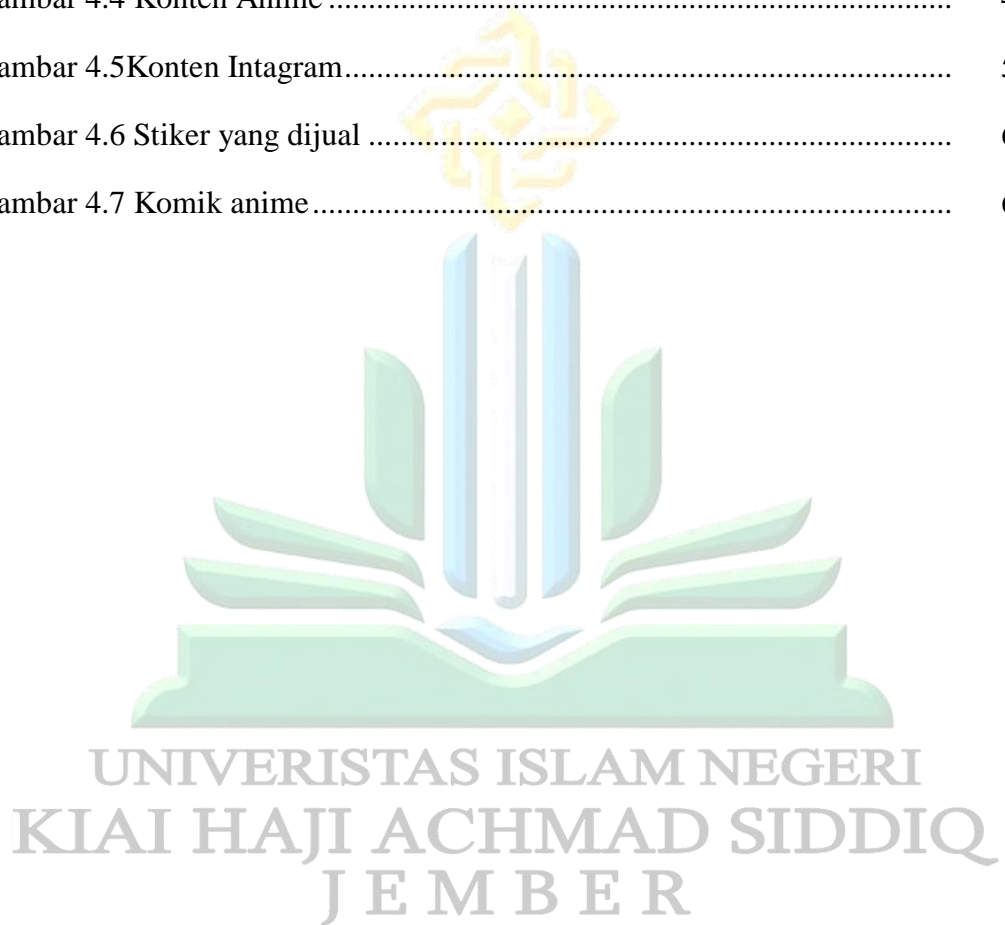 ambar 4.4 Konten Anime ............................................................................
ambar 4.5Konten Intagram ..........................................................................
ambar 4.6 Stiker yang dijual .......................................................................
ambar 4.7 Komik anime ..............................................................................
UNIVERISTAS ISLAM NEGERI
KIAI HAJI ACHMAD SIDDIQ
JEMBER